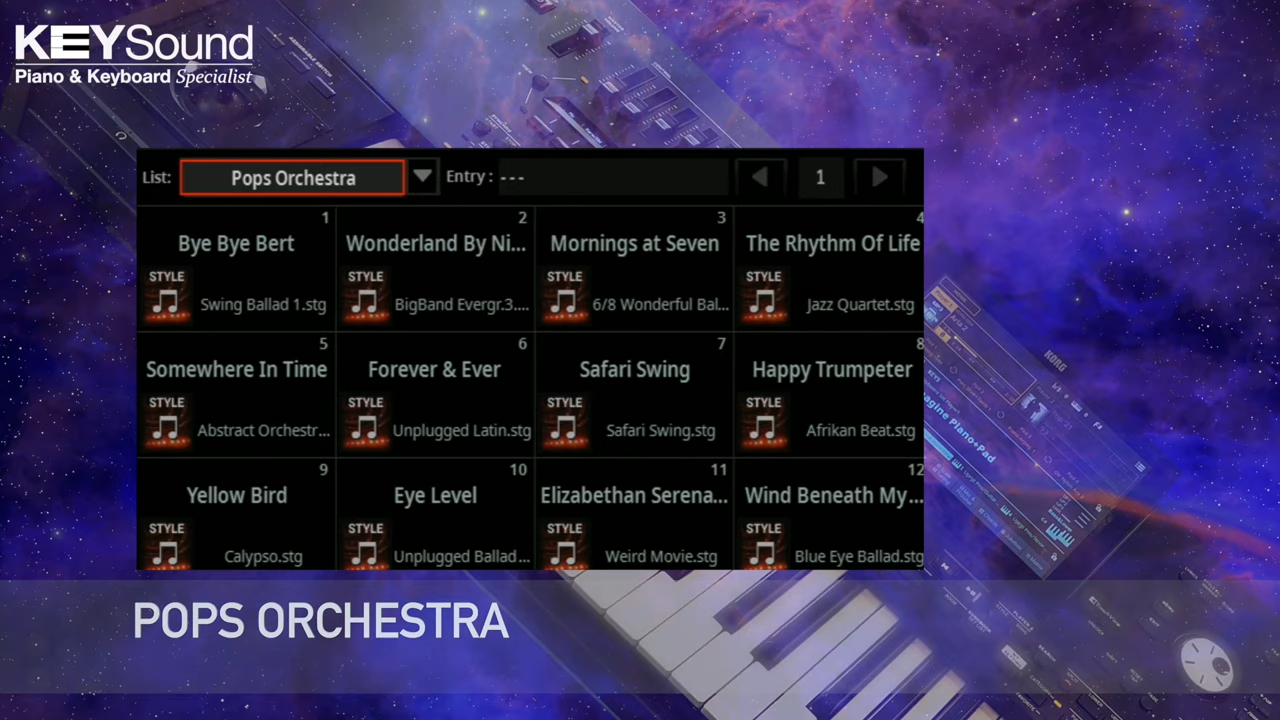 KEYSound
Piano & Keyboard Specialist
List: Pops Orchestra Entry : - - - 1
1 2 3 4
Bye Bye Bert Wonderland By Ni... Mornings at Seven The Rhythm Of Life
STYLE STYLE STYLE STYLE
Swing Ballad 1.stg BigBand Evergr.3.... 6/8 Wonderful Bal... Jazz Quartet.stg
5 6 7 8
Somewhere In Time Forever & Ever Safari Swing Happy Trumpeter
STYLE STYLE STYLE STYLE
Abstract Orchestr... Unplugged Latin.stg Safari Swing.stg Afrikan Beat.stg
9 10 11 12
Yellow Bird Eye Level Elizabethan Serena... Wind Beneath My...
STYLE STYLE STYLE STYLE
Calypso.stg Unplugged Ballad... Weird Movie.stg Blue Eye Ballad.stg
KORG
Piano+Pad
POPS ORCHESTRA